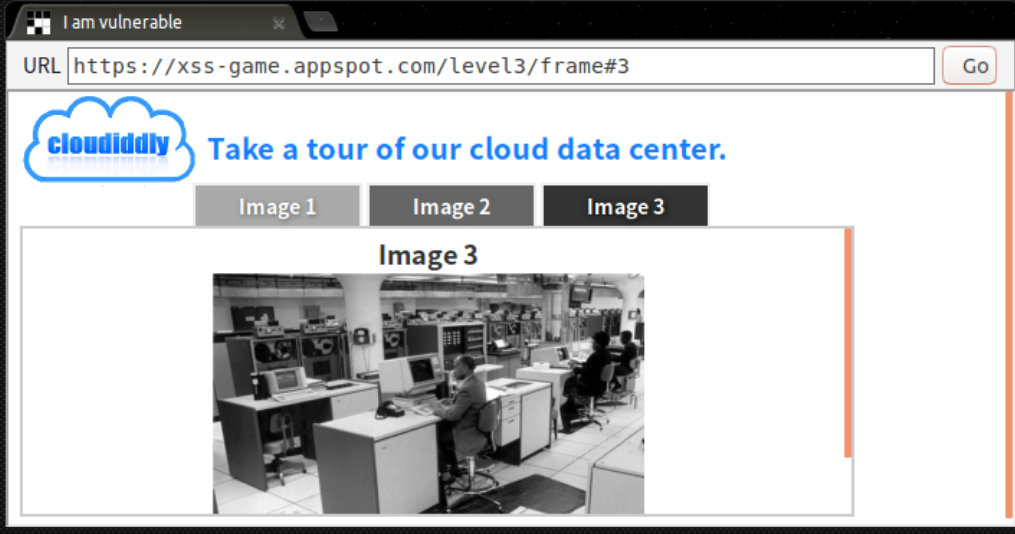 I am vulnerable
URL https://xss-game.appspot.com/level3/frame#3 Go
cloudiddly
Take a tour of our cloud data center.
Image 1 Image 2 Image 3
Image 3